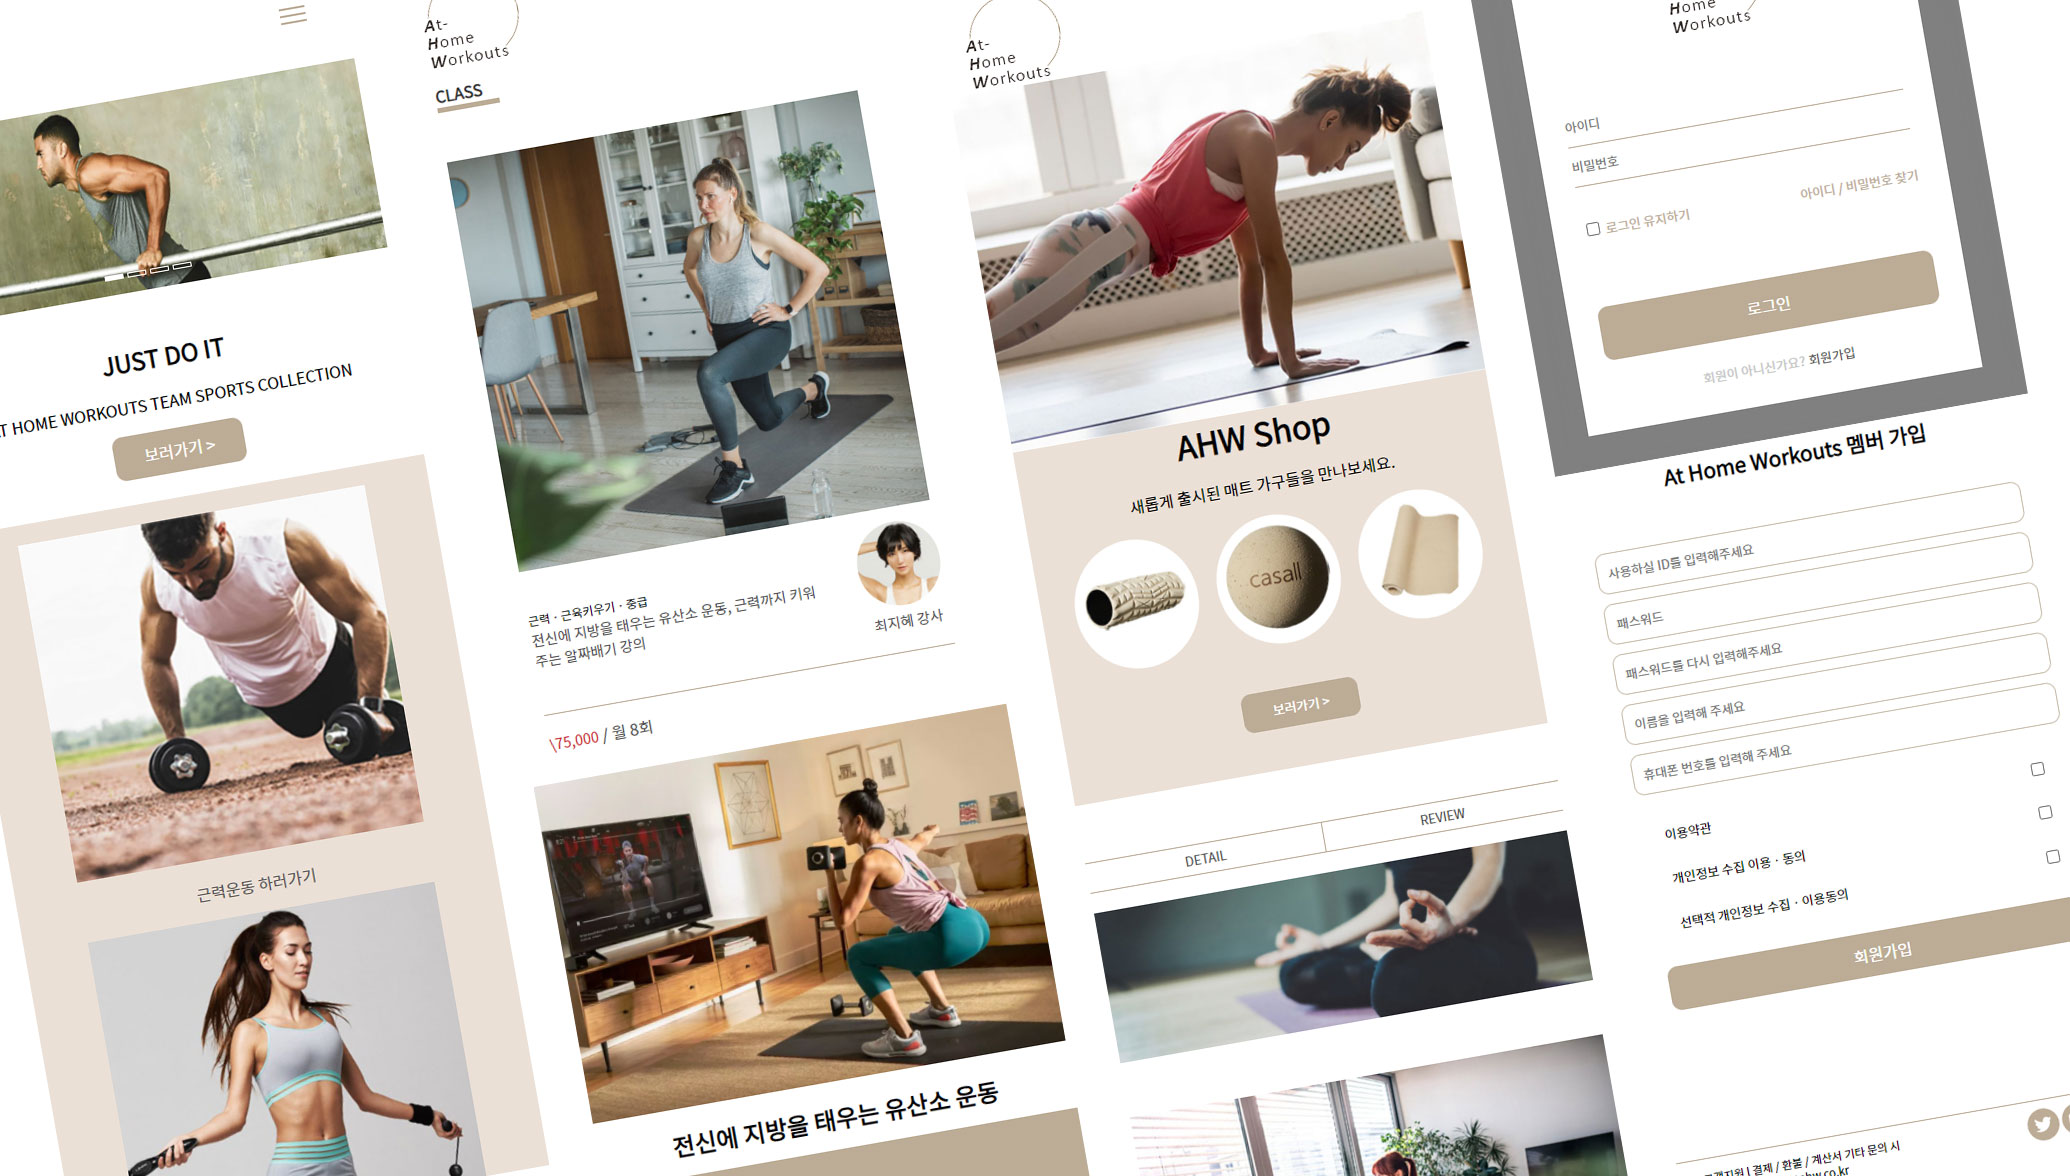 JUST DO IT
AT HOME WORKOUTS TEAM SPORTS COLLECTION
보러가기 >
근력운동 하러가기
At-
Home
Workouts
CLASS
근력 · 근육키우기 · 중급
전신에 지방을 태우는 유산소 운동, 근력까지 키워
주는 알짜배기 강의
최지혜 강사
\75,000 / 월 8회
전신에 지방을 태우는 유산소 운동
At-
Home
Workouts
AHW Shop
새롭게 출시된 매트 가구들을 만나보세요.
casall
보러가기 >
DETAIL
REVIEW
Home
Workouts
아이디
비밀번호
아이디 / 비밀번호 찾기
로그인 유지하기
로그인
회원이 아니신가요? 회원가입
At Home Workouts 멤버 가입
사용하실 ID를 입력해주세요
패스워드
패스워드를 다시 입력해주세요
이름을 입력해 주세요
휴대폰 번호를 입력해 주세요
이용약관
개인정보 수집 이용 · 동의
선택적 개인정보 수집 · 이용동의
회원가입
고객지원 | 결제 / 환불 / 계산서 기타 문의 시